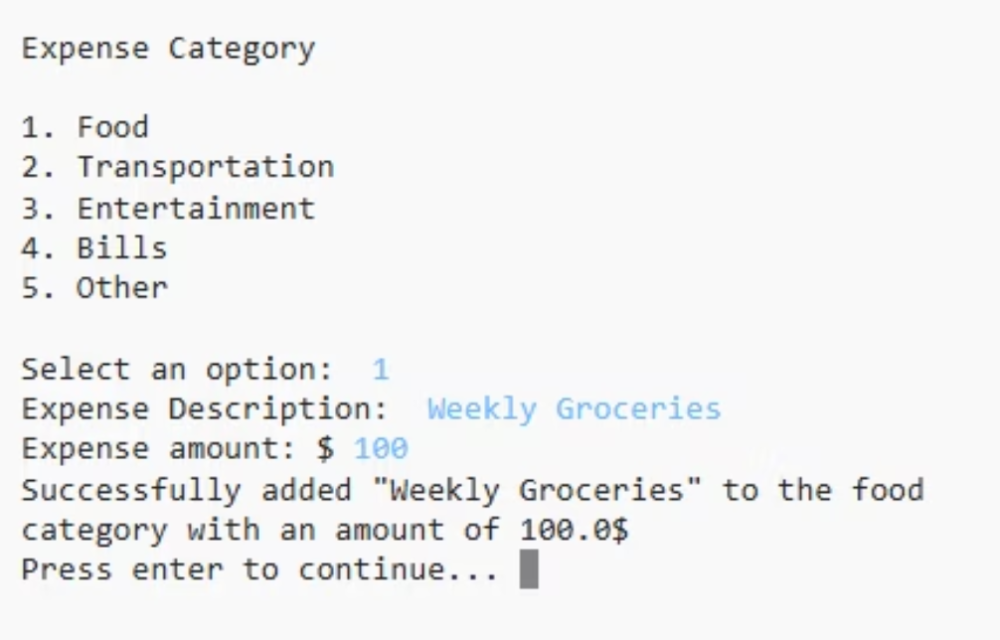 Expense Category
1. Food
2. Transportation
3. Entertainment
4. Bills
5. Other
Select an option:  1
Expense Description:  Weekly Groceries
Expense amount: $ 100
Successfully added "Weekly Groceries" to the food
category with an amount of 100.0$
Press enter to continue...